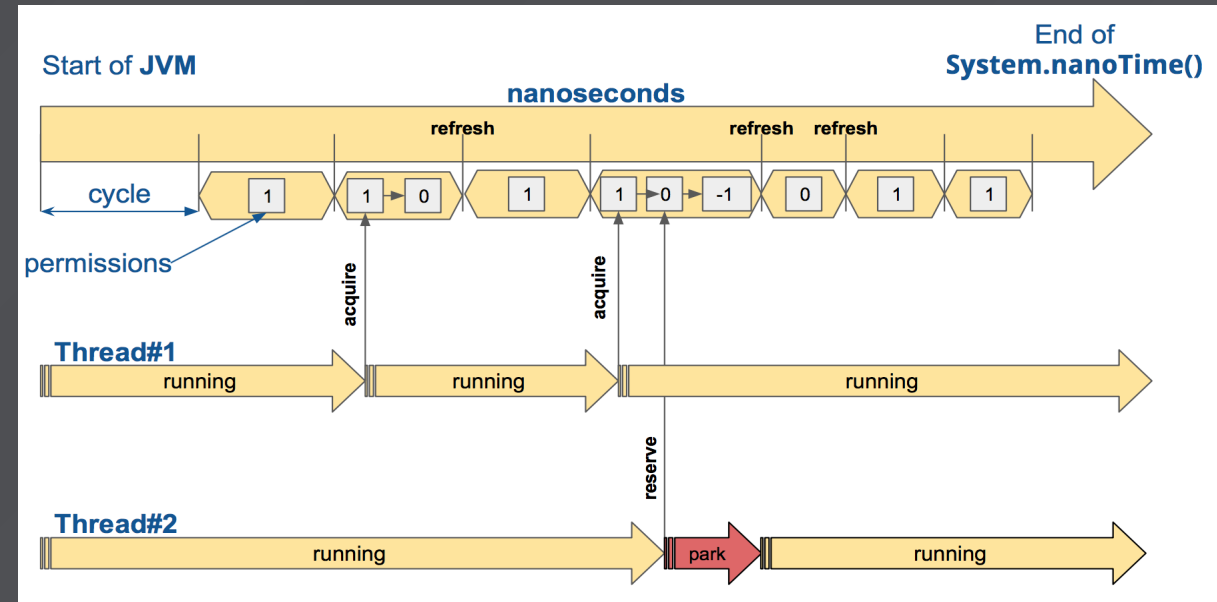 End of
Start of JVM
System.nanoTime()
nanoseconds
refresh refresh refresh
cycle 1 1 0 1 1 0 -1 0 1 1
permissions
acquire acquire
Thread#1
running running running
reserve
Thread#2
running park running